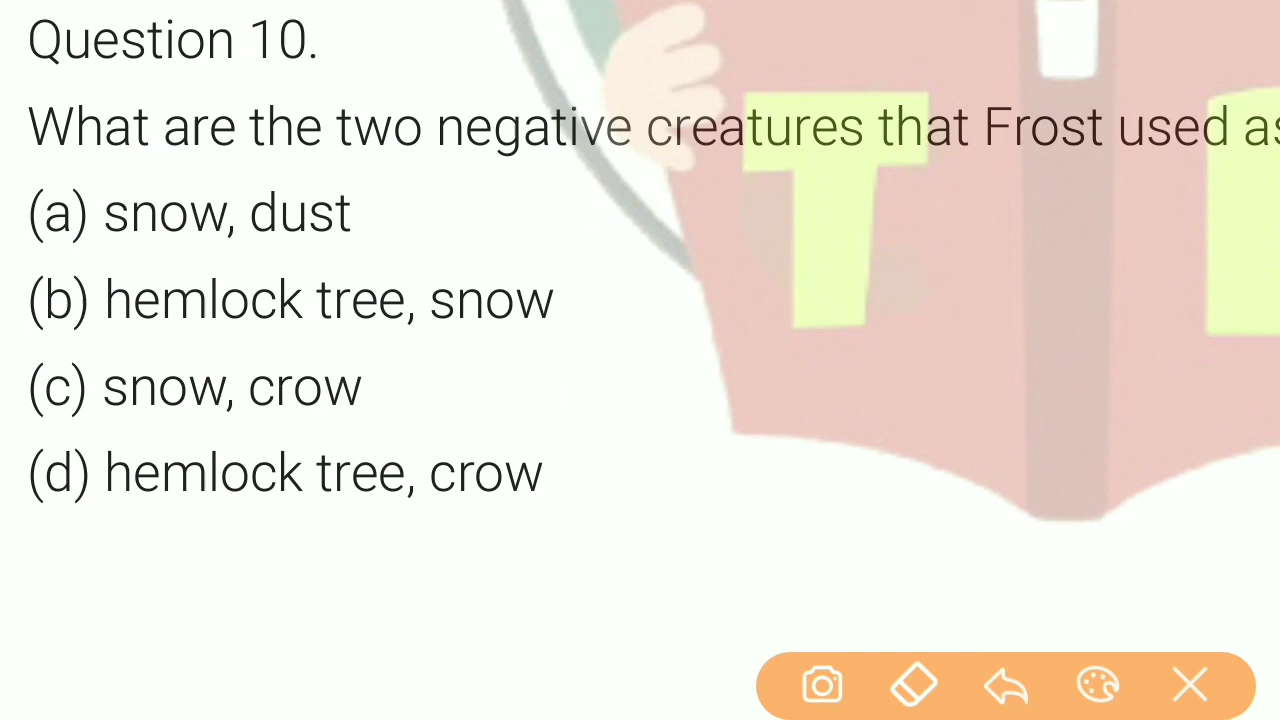 Question 10.
What are the two negative creatures that Frost used
(a) snow, dust
(b) hemlock tree, snow
(c) snow, crow
(d) hemlock tree, crow
T